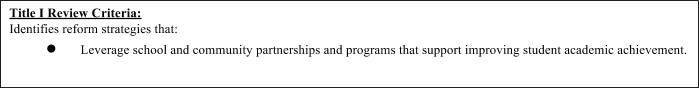 Title I Review Criteria:
Identifies reform strategies that:
● Leverage school and community partnerships and programs that support improving student academic achievement.